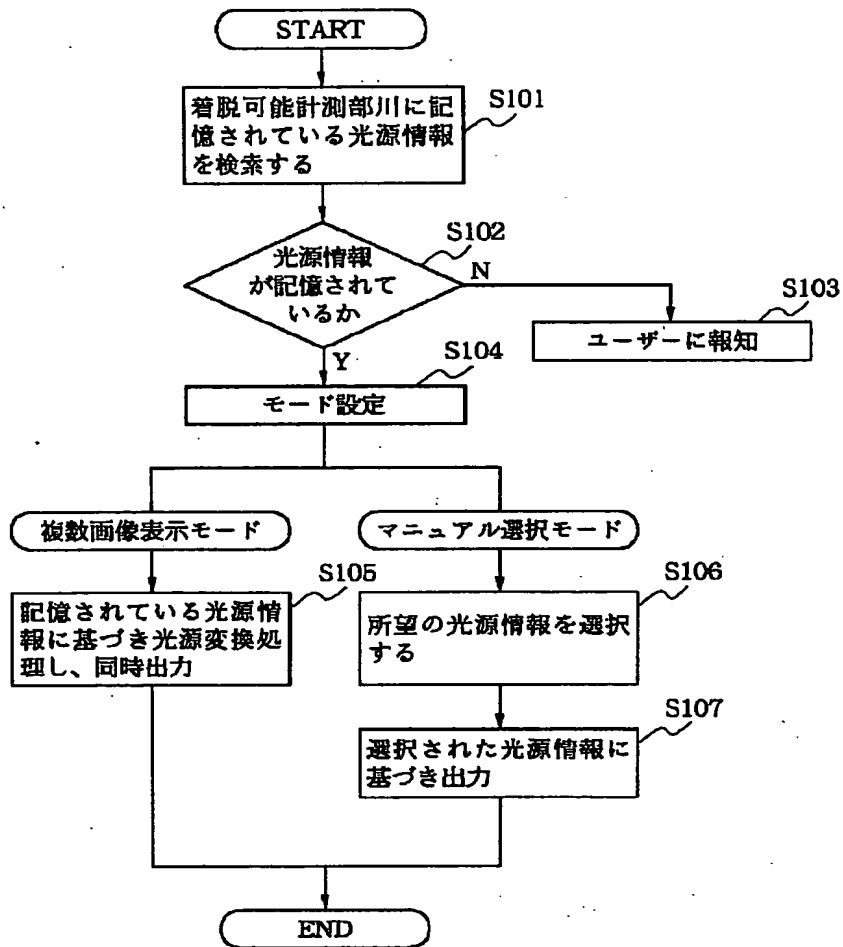 START
S101
着脱可能計測部川に記
憶されている光源情報
を検索する
S102
光源情報
が記憶されて
いるか
N
S103
ユーザーに報知
Y
S104
モード設定
複数画像表示モード
マニュアル選択モード
S105
記憶されている光源情
報に基づき光源変換処
理し、同時出力
S106
所望の光源情報を選択
する
S107
選択された光源情報に
基づき出力
END